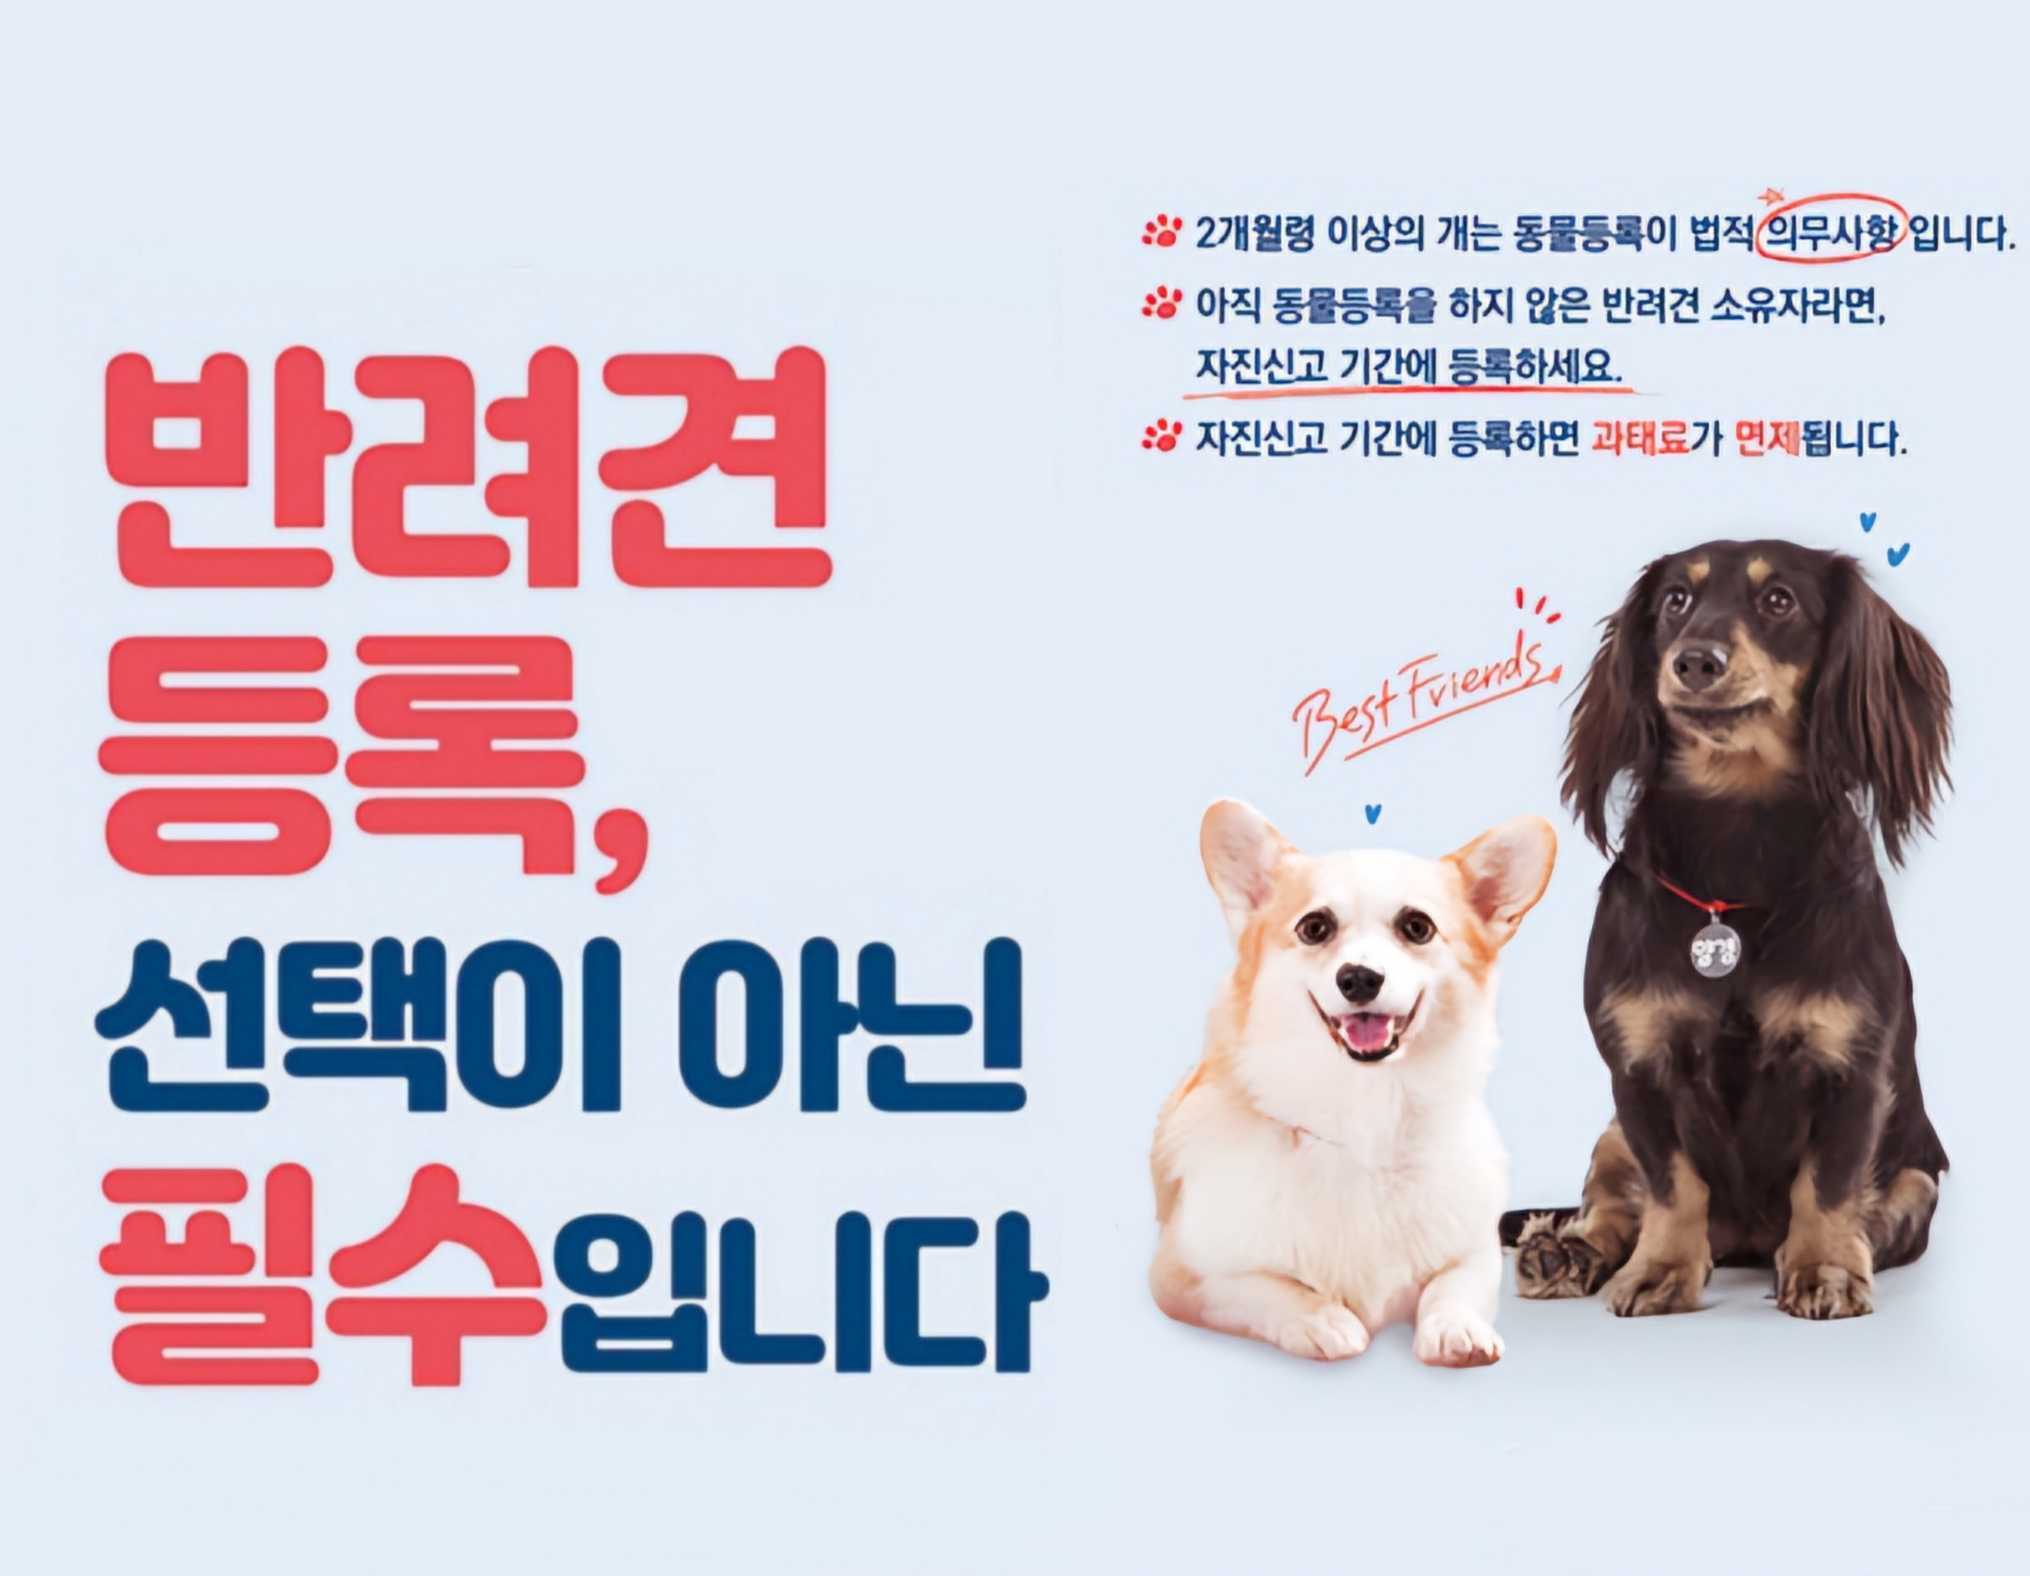 반려견
등록,
선택이 아닌
필수입니다
2개월령 이상의 개는 동물등록이 법적 의무사항입니다.
아직 동물등록을 하지 않은 반려견 소유자라면,
자진신고 기간에 등록하세요.
자진신고 기간에 등록하면 과태료가 면제됩니다.
Best Friends